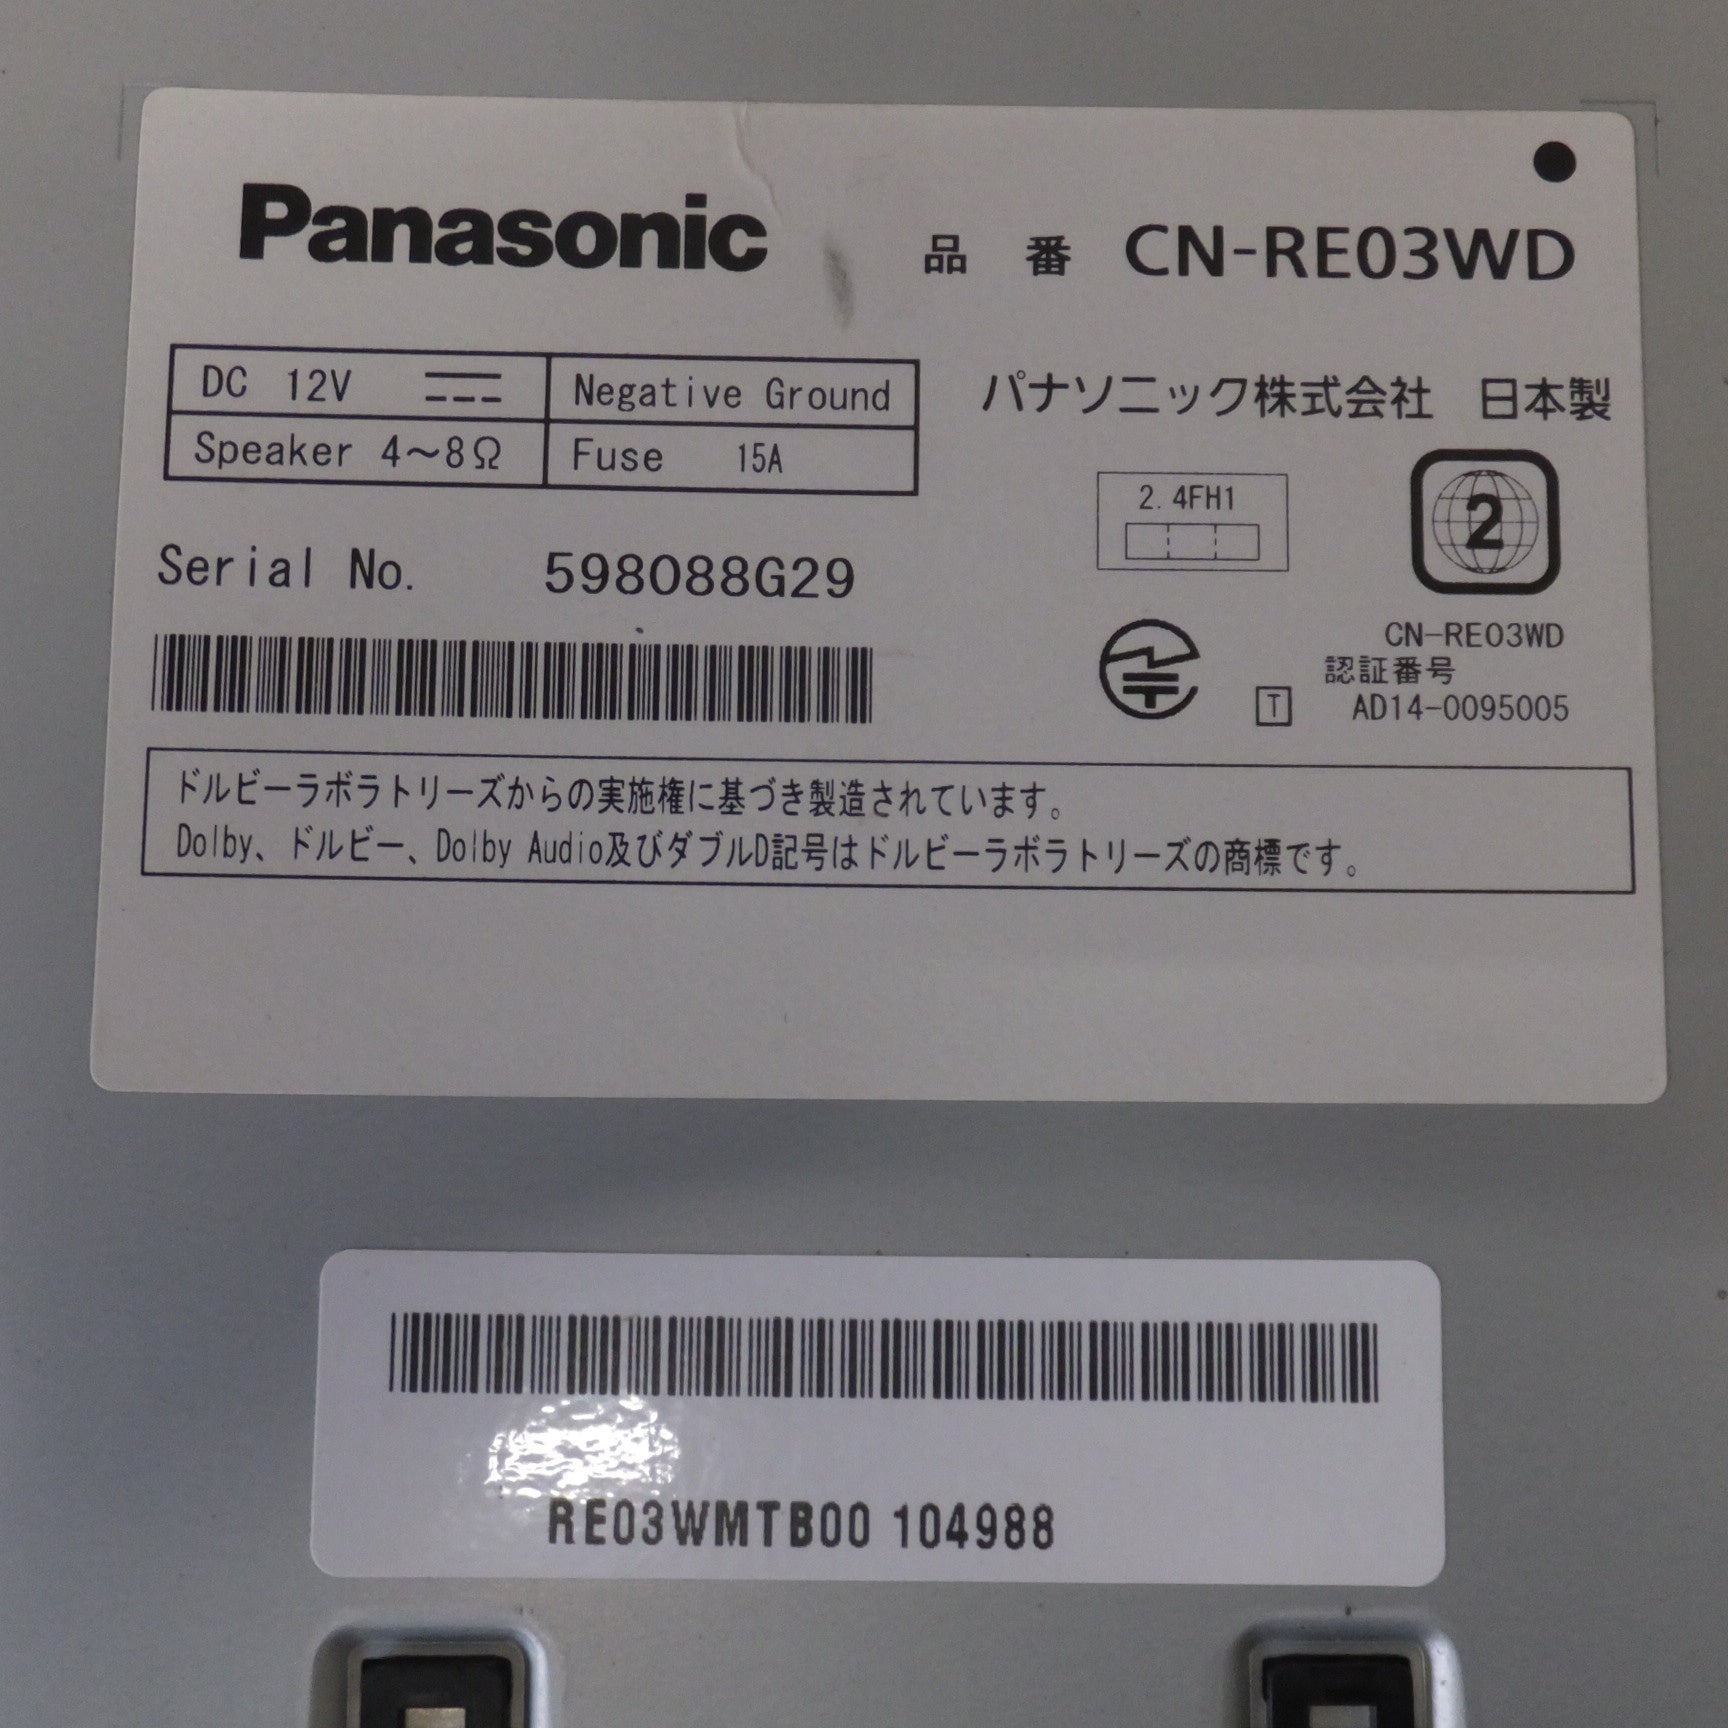 Panasonic 品番 CN-RE03WD
DC 12V Negative Ground
Speaker 4～8Ω Fuse 15A
パナソニック株式会社 日本製
2.4FH1
2
Serial No. 598088G29
CN-RE03WD
認証番号
T AD14-0095005
ドルビーラボラトリーズからの実施権に基づき製造されています。
Dolby、ドルビー、Dolby Audio及びダブルD記号はドルビーラボラトリーズの商標です。
RE03WMTB00 104988